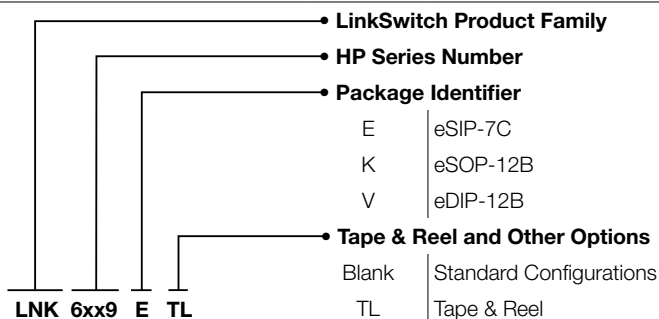 • LinkSwitch Product Family
• HP Series Number
• Package Identifier
E eSIP-7C
K eSOP-12B
V eDIP-12B
• Tape & Reel and Other Options
Blank Standard Configurations
TL Tape & Reel
LNK 6xx9 E TL